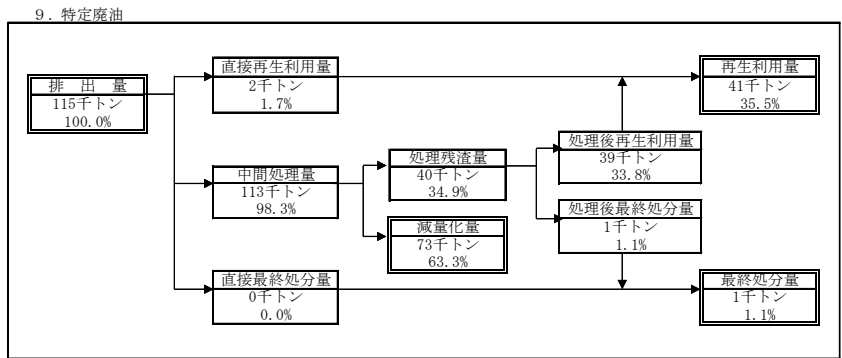 9. 特定廃油
排 出 量
115千トン
100.0%
直接再生利用量
2千トン
1.7%
再生利用量
41千トン
35.5%
中間処理量
113千トン
98.3%
処理残渣量
40千トン
34.9%
処理後再生利用量
39千トン
33.8%
減量化量
73千トン
63.3%
処理後最終処分量
1千トン
1.1%
直接最終処分量
0千トン
0.0%
最終処分量
1千トン
1.1%